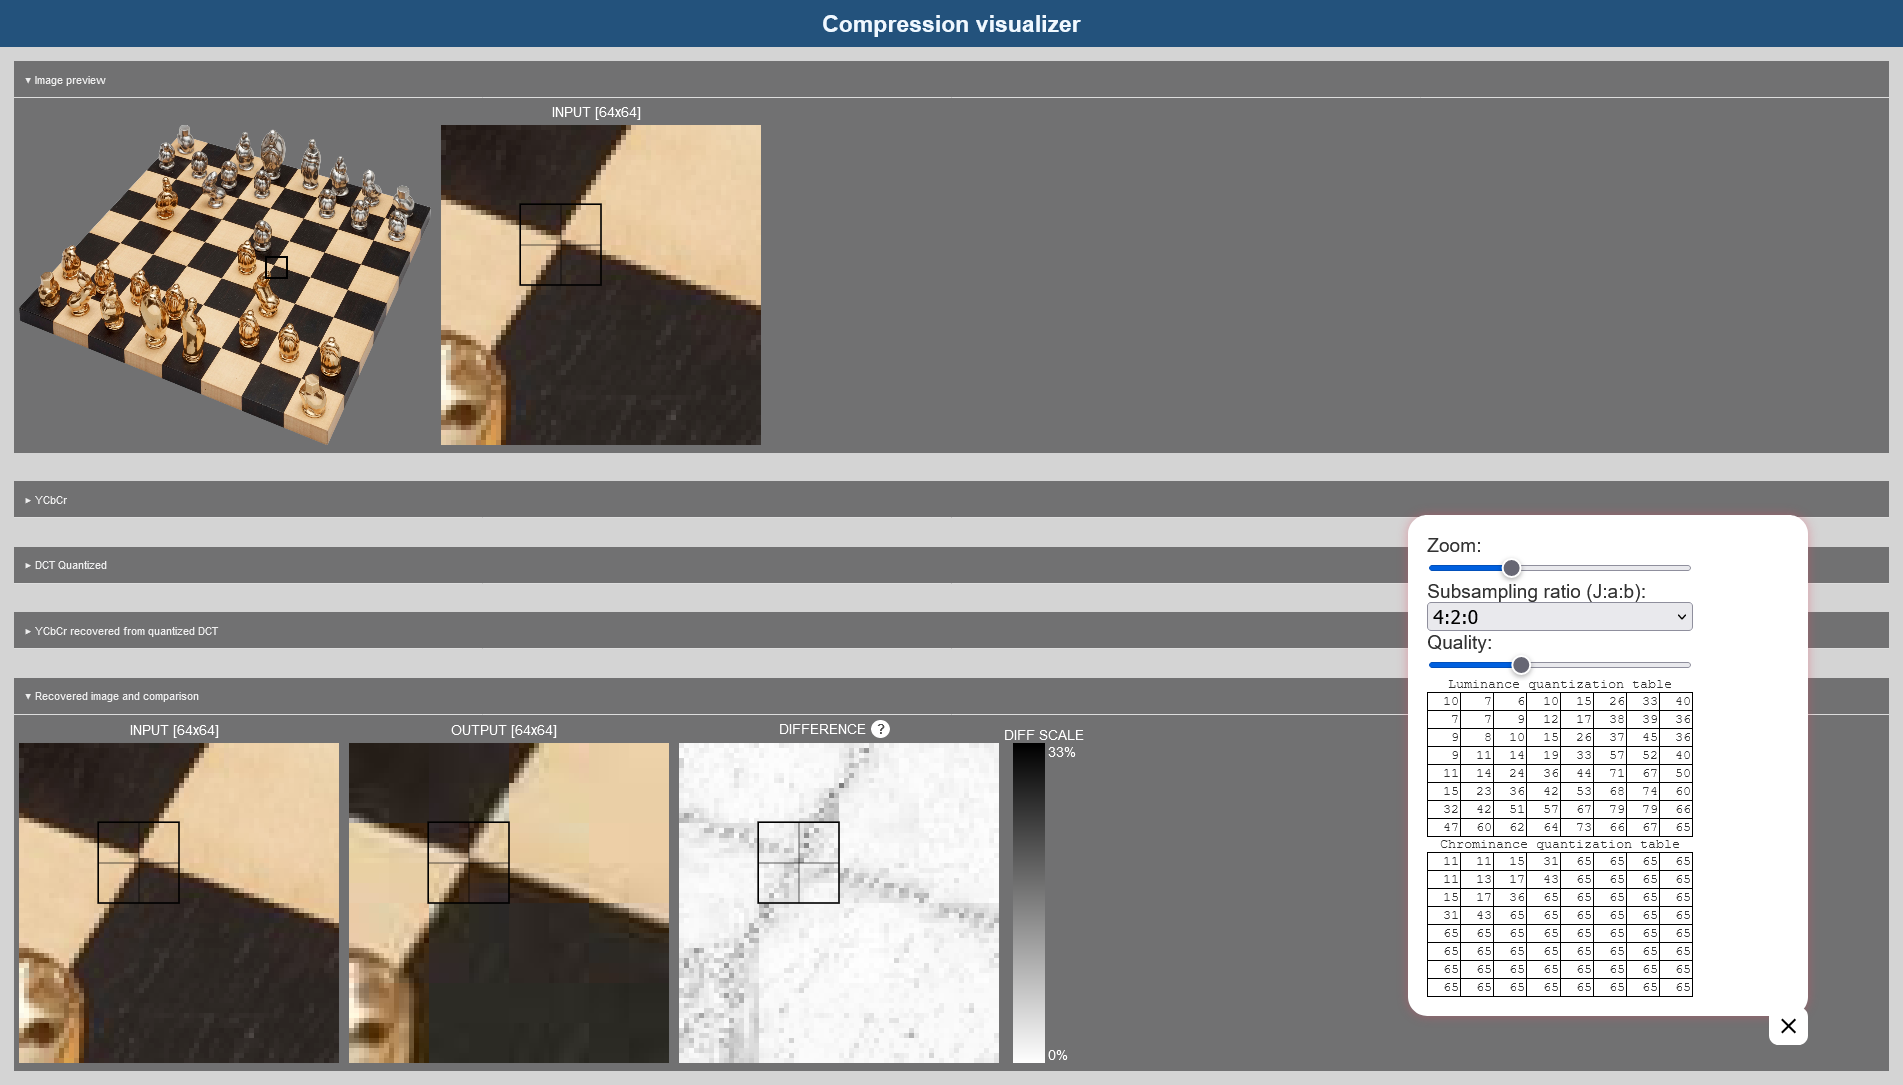 Compression visualizer
▾ Image preview
INPUT [64x64]
▸ YCbCr
▸ DCT Quantized
▸ YCbCr recovered from quantized DCT
▾ Recovered image and comparison
INPUT [64x64] OUTPUT [64x64] DIFFERENCE ?
DIFF SCALE
33%
0%
Zoom:
Subsampling ratio (J:a:b):
4:2:0
Quality:
Luminance quantization table
10 7 6 10 15 26 33 40
7 7 9 12 17 38 39 36
9 8 10 15 26 37 45 36
9 11 14 19 33 57 52 40
11 14 24 36 44 71 67 50
15 23 36 42 53 68 74 60
32 42 51 57 67 79 79 66
47 60 62 64 73 66 67 65
Chrominance quantization table
11 11 15 31 65 65 65 65
11 13 17 43 65 65 65 65
15 17 36 65 65 65 65 65
31 43 65 65 65 65 65 65
65 65 65 65 65 65 65 65
65 65 65 65 65 65 65 65
65 65 65 65 65 65 65 65
65 65 65 65 65 65 65 65